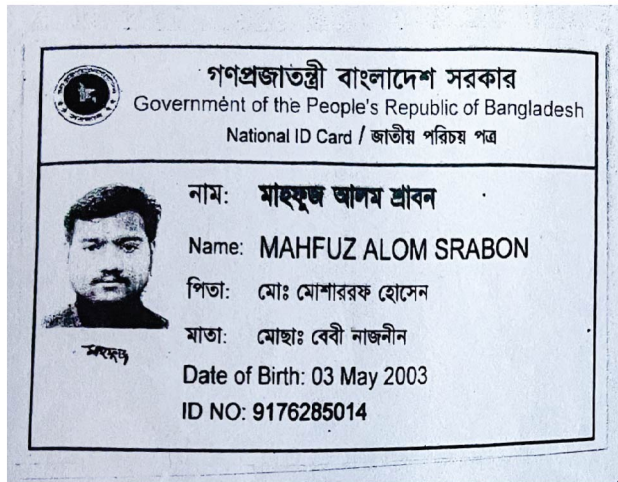 গণপ্রজাতন্ত্রী বাংলাদেশ সরকার
Government of the People's Republic of Bangladesh
National ID Card / জাতীয় পরিচয় পত্র
নাম: মাহফুজ আলম শ্রাবন
Name: MAHFUZ ALOM SRABON
পিতা: মোঃ মোশাররফ হোসেন
মাতা: মোছাঃ বেবী নাজনীন
মাহফুজ
Date of Birth: 03 May 2003
ID NO: 9176285014